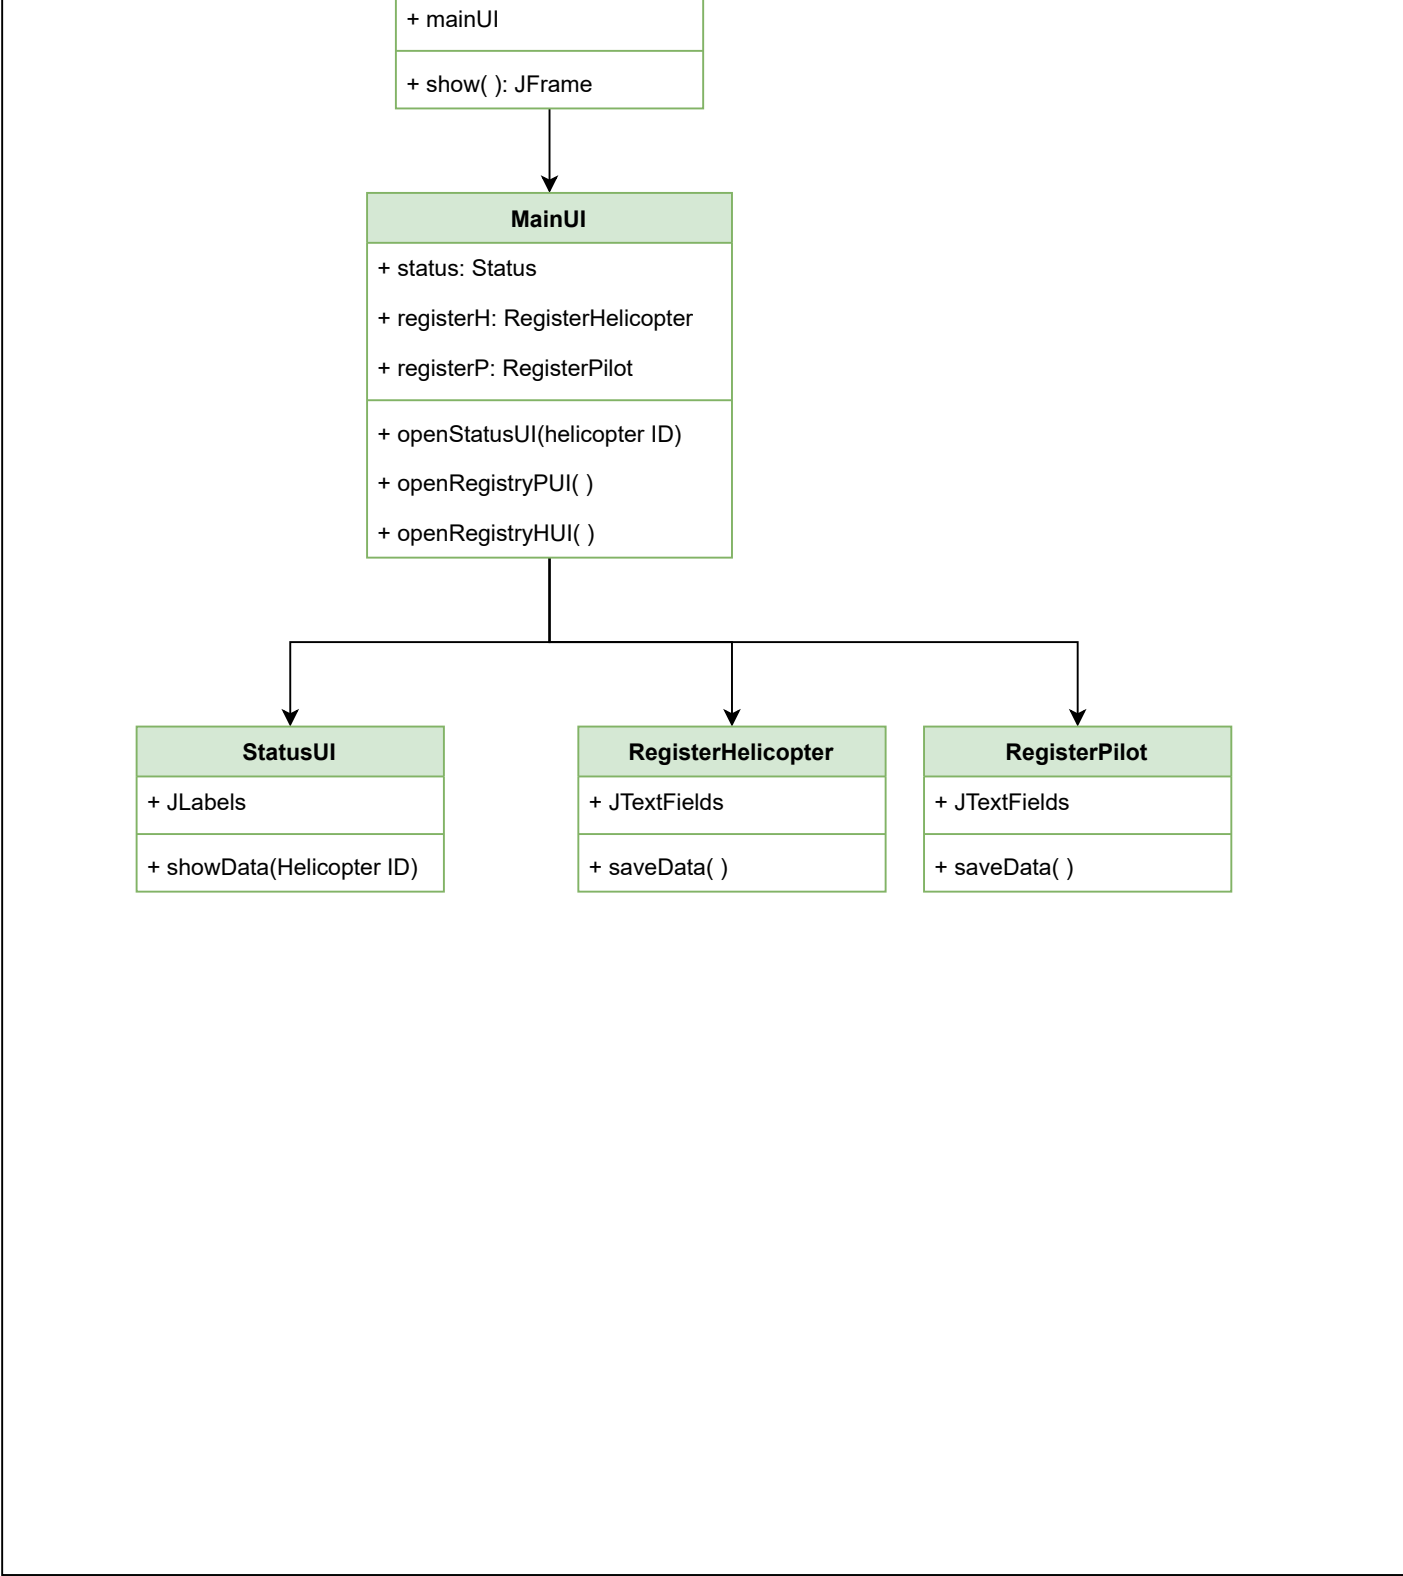 + mainUI
+ show( ): JFrame
MainUI
+ status: Status
+ registerH: RegisterHelicopter
+ registerP: RegisterPilot
+ openStatusUI(helicopter ID)
+ openRegistryPUI( )
+ openRegistryHUI( )
StatusUI
+ JLabels
+ showData(Helicopter ID)
RegisterHelicopter
+ JTextFields
+ saveData( )
RegisterPilot
+ JTextFields
+ saveData( )